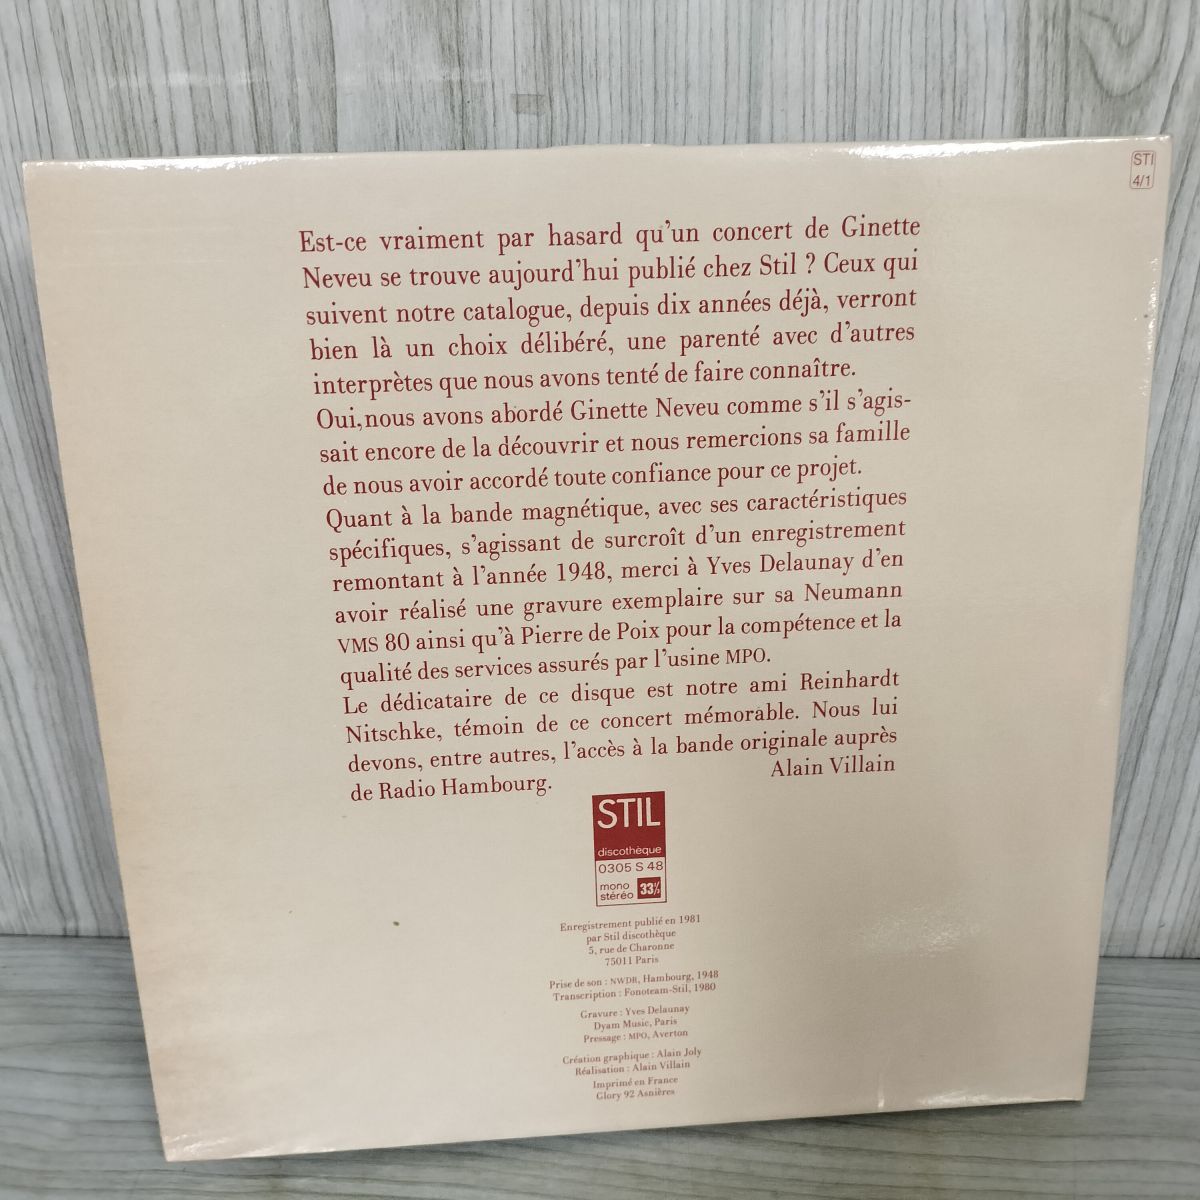 STI
4/1
Est-ce vraiment par hasard qu'un concert de Ginette
Neveu se trouve aujourd'hui publié chez Stil ? Ceux qui
suivent notre catalogue, depuis dix années déjà, verront
bien là un choix délibéré, une parenté avec d'autres
interprètes que nous avons tenté de faire connaître.
Oui,nous avons abordé Ginette Neveu comme s'il s'agis-
sait encore de la découvrir et nous remercions sa famille
de nous avoir accordé toute confiance pour ce projet.
Quant à la bande magnétique, avec ses caractéristiques
spécifiques, s'agissant de surcroît d'un enregistrement
remontant à l'année 1948, merci à Yves Delaunay d'en
avoir réalisé une gravure exemplaire sur sa Neumann
VMS 80 ainsi qu'à Pierre de Poix pour la compétence et la
qualité des services assurés par l'usine MPO.
Le dédicataire de ce disque est notre ami Reinhardt
Nitschke, témoin de ce concert mémorable. Nous lui
devons, entre autres, l'accès à la bande originale auprès
de Radio Hambourg. Alain Villain
STIL
discothèque
0305 S 48
mono
stéréo 33⅓
Enregistrement publié en 1981
par Stil discothèque
5, rue de Charonne
75011 Paris
Prise de son : NWDR, Hambourg, 1948
Transcription : Fonoteam-Stil, 1980
Gravure : Yves Delaunay
Dyam Music, Paris
Pressage : MPO, Averton
Création graphique : Alain Joly
Réalisation : Alain Villain
Imprimé en France
Glory 92 Asnières